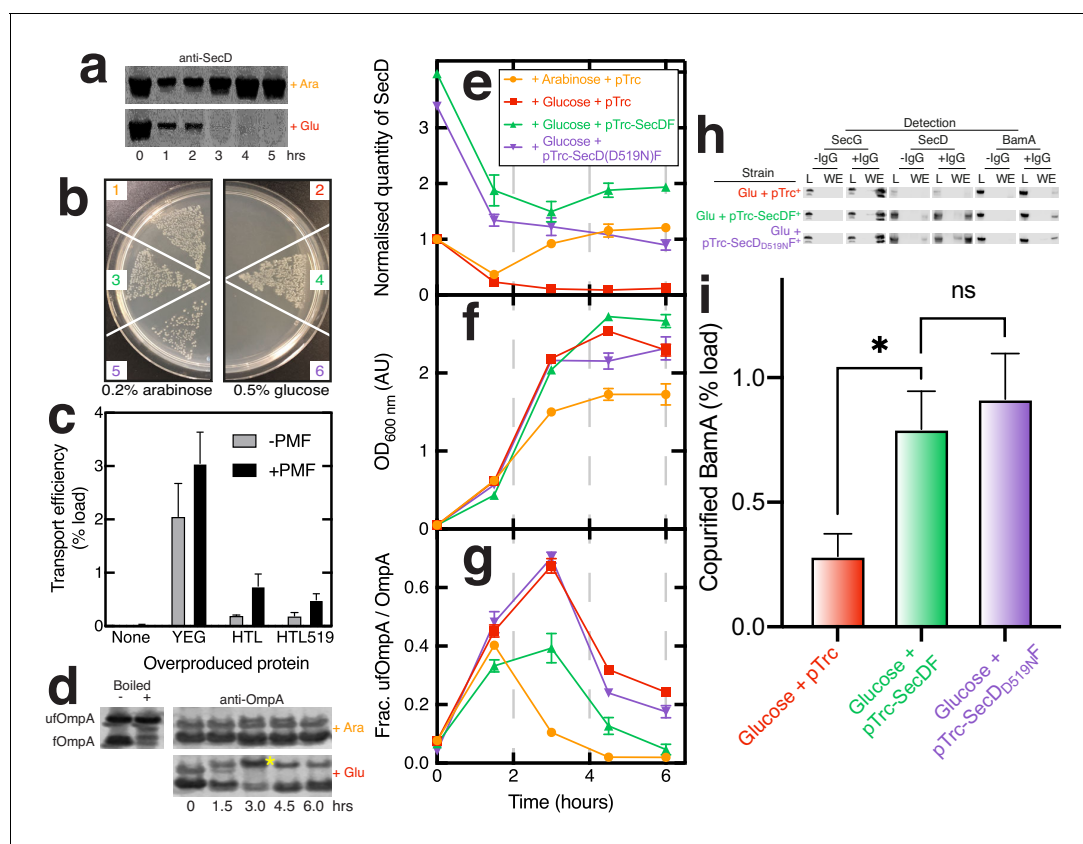 a
anti-SecD
+ Ara
+ Glu
0 1 2 3 4 5 hrs
b
1 2
3 4
5 6
0.2% arabinose 0.5% glucose
c
Transport efficiency
(% load)
4
3
2
1
0
-PMF
+PMF
None YEG HTL HTL519
Overproduced protein
d
Boiled
- +
ufOmpA
fOmpA
anti-OmpA
+ Ara
+ Glu
*
0 1.5 3.0 4.5 6.0 hrs
e
Normalised quantity of SecD
3
2
1
0
+ Arabinose + pTrc
+ Glucose + pTrc
+ Glucose + pTrc-SecDF
+ Glucose +
pTrc-SecD(D519N)F
f
OD600 nm (AU)
2
1
0
g
Frac. ufOmpA / OmpA
0.6
0.4
0.2
0
0 2 4 6
Time (hours)
h
Detection
SecG SecD BamA
-IgG +IgG -IgG +IgG -IgG +IgG
Strain L WE L WE L WE L WE L WE L WE
Glu + pTrc+
Glu + pTrc-SecDF+
Glu +
pTrc-SecDD519NF+
i
Copurified BamA (% load)
1.0
0.5
0.0
*
ns
Glucose + pTrc
Glucose +
pTrc-SecDF
Glucose +
pTrc-SecDD519NF